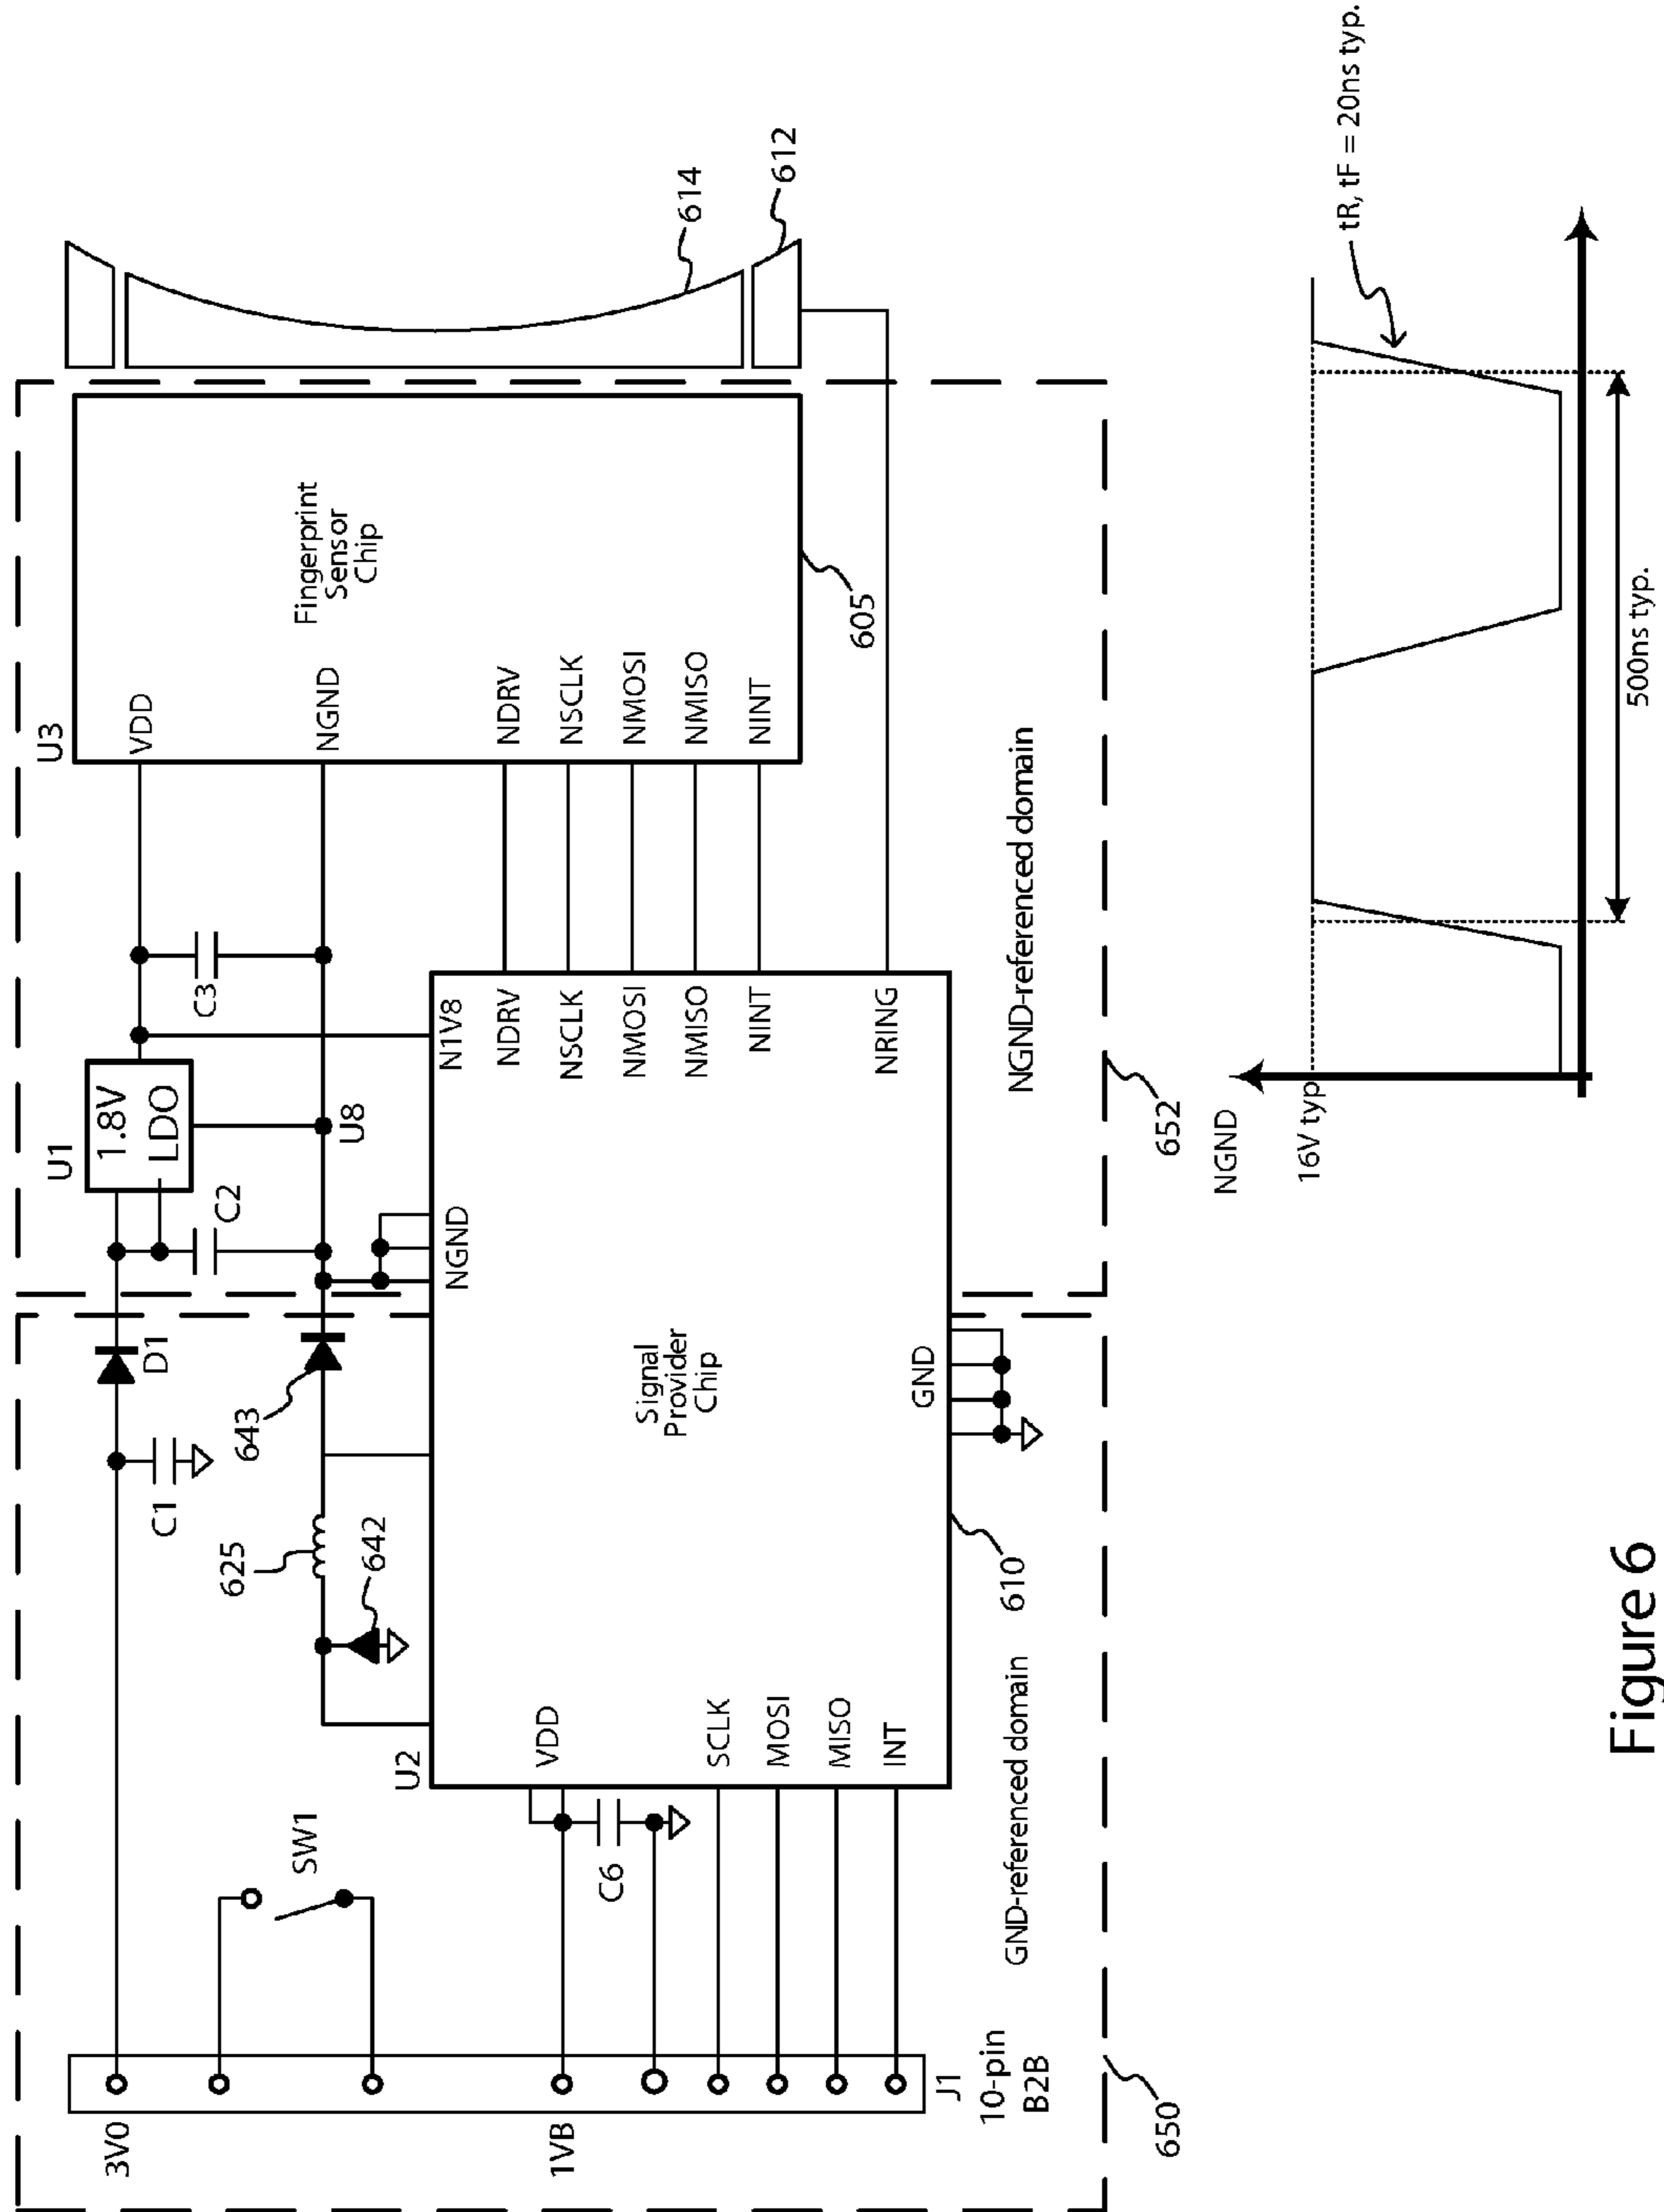 3V0
1VB
J1
10-pin
B2B
650
SW1
C1
D1
625
642
643
U2
VDD
C6
SCLK
MOSI
MISO
INT
GND-referenced domain
Signal
Provider
Chip
GND
610
NGND
U1
1.8V
LDO
C2
U8
C3
N1V8
NDRV
NSCLK
NMOSI
NMISO
NINT
NRING
NGND-referenced domain
652
U3
VDD
NGND
NDRV
NSCLK
NMOSI
NMISO
NINT
Fingerprint
Sensor
Chip
605
614
612
NGND
16V typ
tR, tF = 20ns typ.
500ns typ.
Figure 6